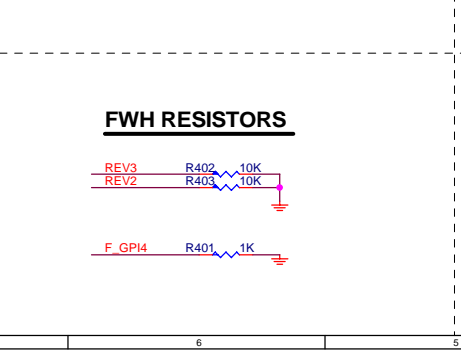 FWH RESISTORS
REV3 R402 10K
REV2 R403 10K
F_GPI4 R401 1K
6 5